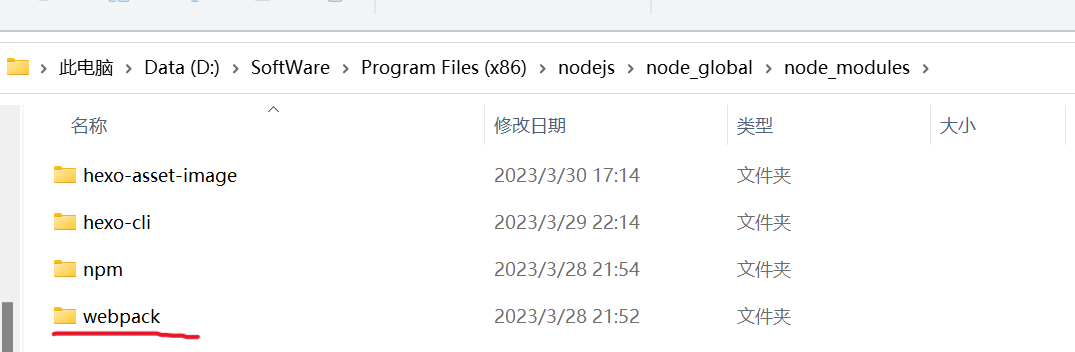 此电脑 Data (D:) SoftWare Program Files (x86) nodejs node_global node_modules
名称 修改日期 类型 大小
hexo-asset-image 2023/3/30 17:14 文件夹
hexo-cli 2023/3/29 22:14 文件夹
npm 2023/3/28 21:54 文件夹
webpack 2023/3/28 21:52 文件夹